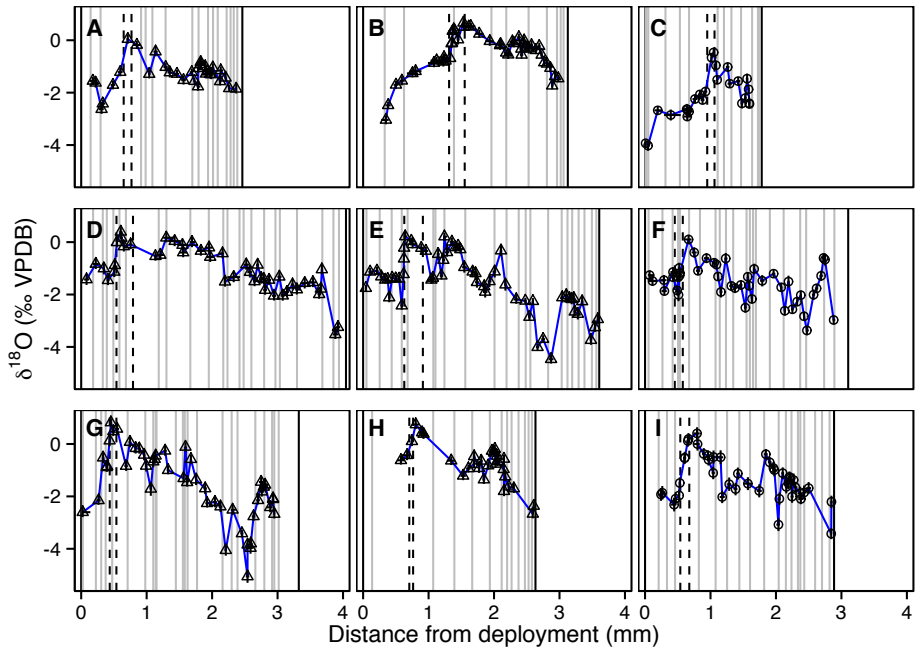 A
B
C
0
-2
-4
D
E
F
0
-2
-4
δ18O (‰ VPDB)
G
H
I
0
-2
-4
0 1 2 3 4 0 1 2 3 4 0 1 2 3 4
Distance from deployment (mm)